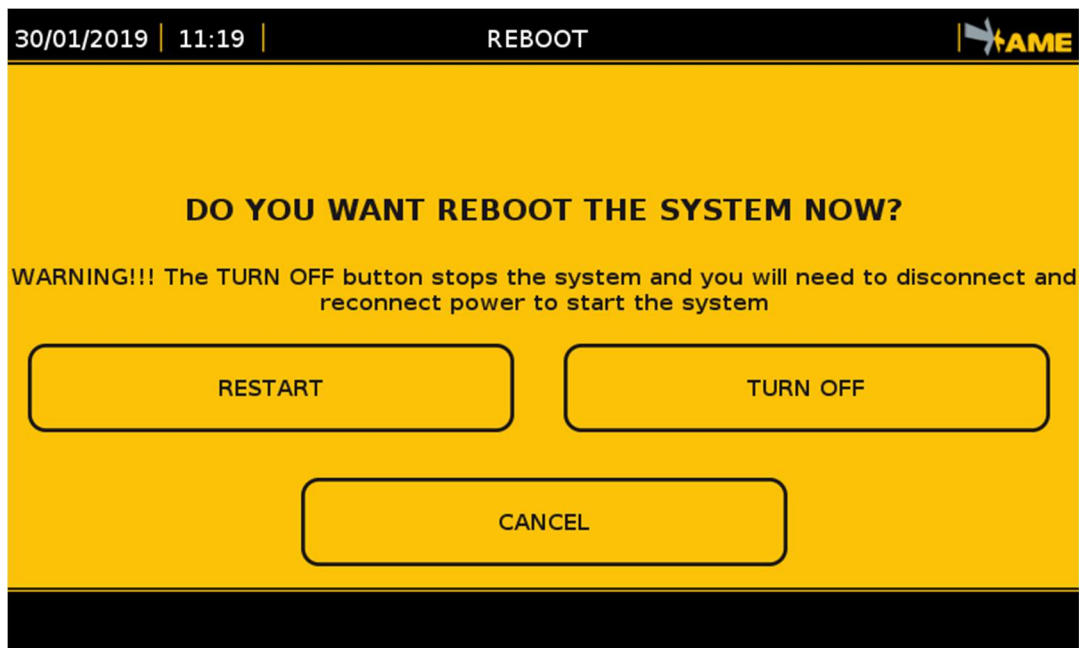 30/01/2019 11:19 REBOOT AME
DO YOU WANT REBOOT THE SYSTEM NOW?
WARNING!!! The TURN OFF button stops the system and you will need to disconnect and
reconnect power to start the system
RESTART TURN OFF
CANCEL